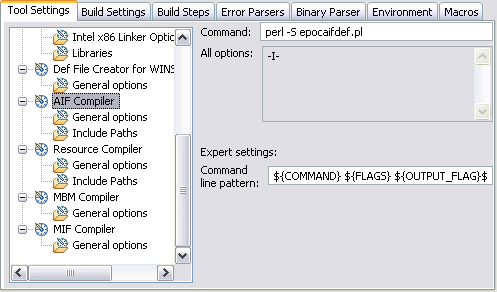 Tool Settings Build Settings Build Steps Error Parsers Binary Parser Environment Macros
Intel x86 Linker Optic
Libraries
Def File Creator for WINS
General options
AIF Compiler
General options
Include Paths
Resource Compiler
General options
Include Paths
MBM Compiler
General options
MIF Compiler
General options
Command: perl -S epocaifdef.pl
All options: -I-
Expert settings:
Command
line pattern: ${COMMAND} ${FLAGS} ${OUTPUT_FLAG}$